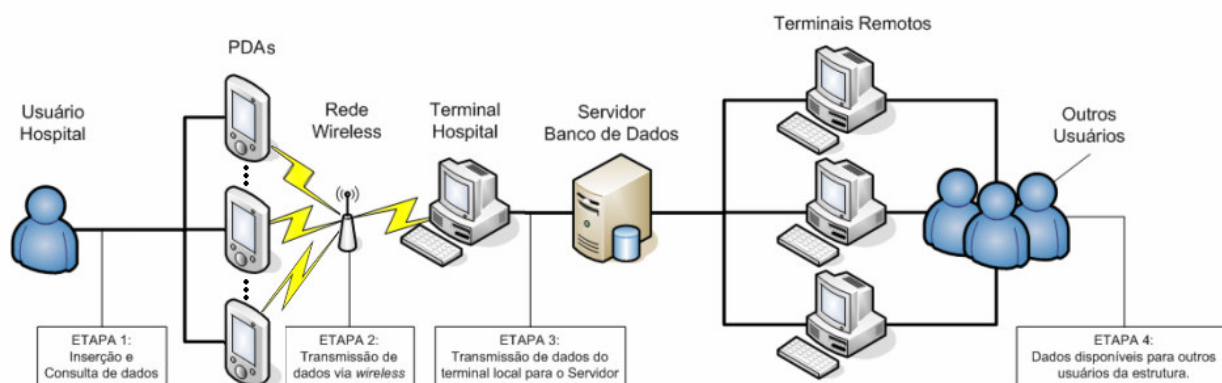 Usuário
Hospital
PDAs
Rede
Wireless
Terminal
Hospital
Servidor
Banco de Dados
Terminais Remotos
Outros
Usuários
ETAPA 1:
Inserção e
Consulta de dados
ETAPA 2:
Transmissão de
dados via wireless
ETAPA 3:
Transmissão de dados do
terminal local para o Servidor
ETAPA 4:
Dados disponíveis para outros
usuários da estrutura.